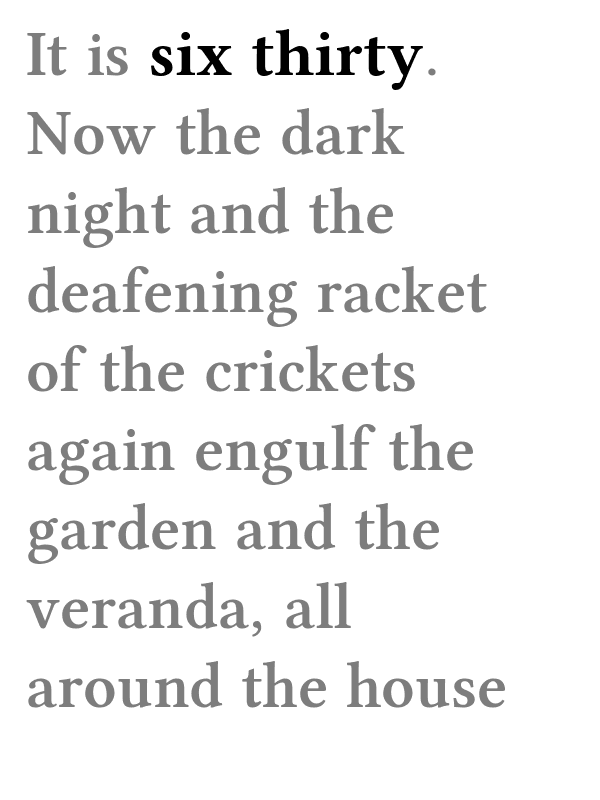 It is six thirty.
Now the dark
night and the
deafening racket
of the crickets
again engulf the
garden and the
veranda, all
around the house